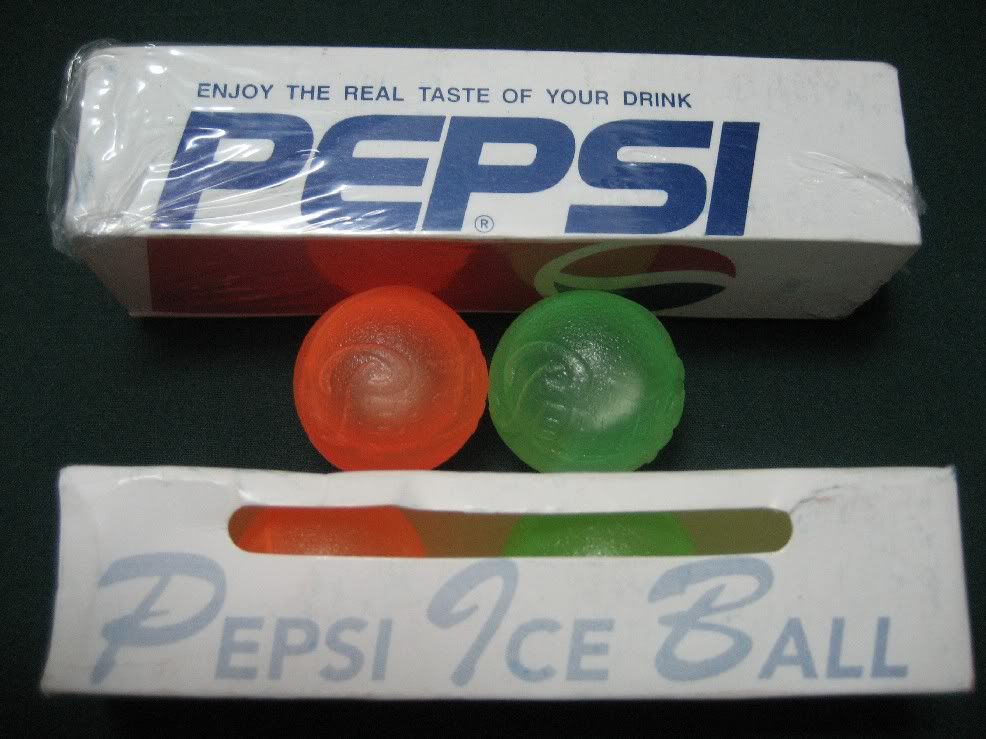 ENJOY THE REAL TASTE OF YOUR DRINK
PEPSI®
PEPSI ICE BALL